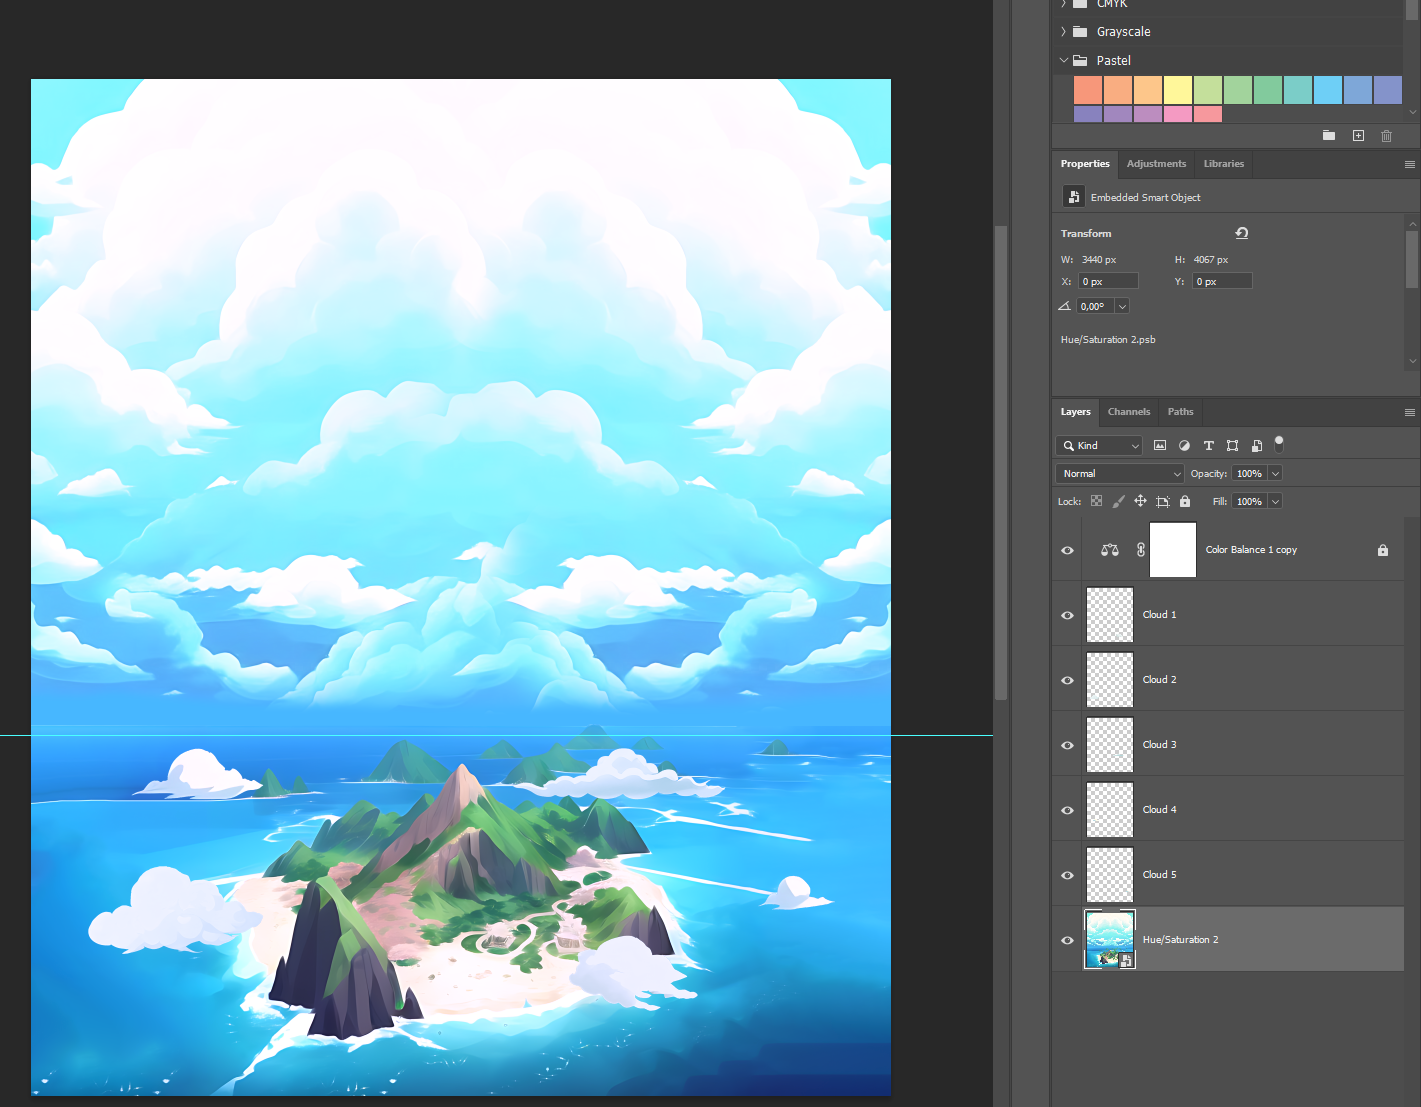 CMYK
Grayscale
Pastel
Properties Adjustments Libraries
Embedded Smart Object
Transform
W: 3440 px H: 4067 px
X: 0 px Y: 0 px
0,00º
Hue/Saturation 2.psb
Layers Channels Paths
Kind
Normal Opacity: 100%
Lock: Fill: 100%
Color Balance 1 copy
Cloud 1
Cloud 2
Cloud 3
Cloud 4
Cloud 5
Hue/Saturation 2